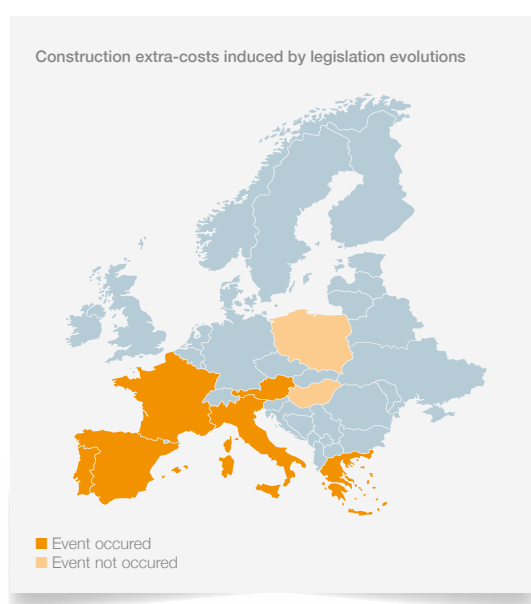 Construction extra-costs induced by legislation evolutions
Event occured
Event not occured